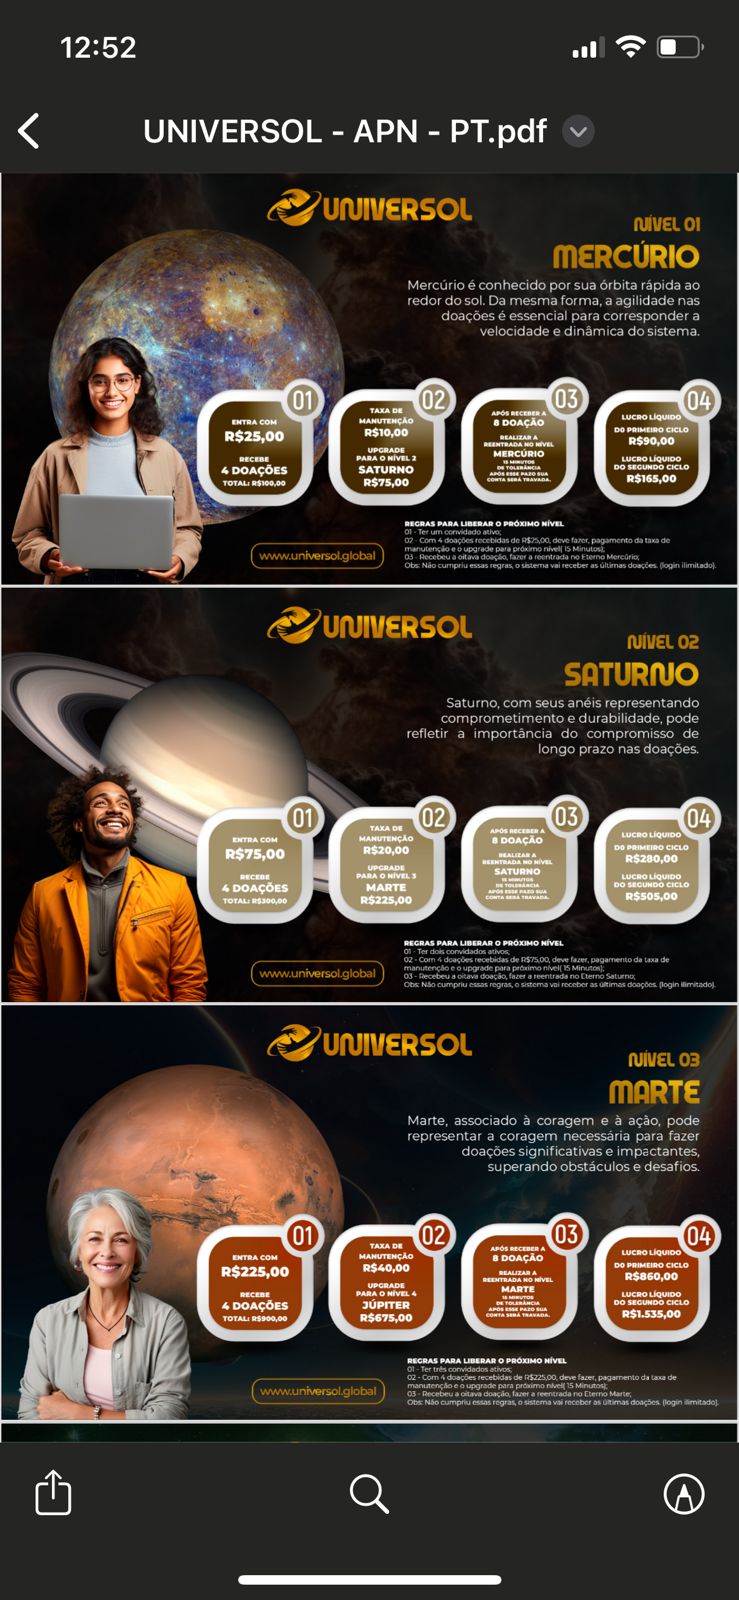 12:52
UNIVERSOL - APN - PT.pdf
UNIVERSOL
NÍVEL 01
MERCÚRIO
Mercúrio é conhecido por sua órbita rápida ao
redor do sol. Da mesma forma, a agilidade nas
doações é essencial para corresponder a
velocidade e dinâmica do sistema.
01
ENTRA COM
R$25,00
RECEBE
4 DOAÇÕES
TOTAL: R$100,00
02
TAXA DE
MANUTENÇÃO
R$10,00
UPGRADE
PARA O NÍVEL 2
SATURNO
R$75,00
03
APÓS RECEBER A
8 DOAÇÃO
REALIZAR A
REENTRADA NO NÍVEL
MERCÚRIO
15 MINUTOS
DE TOLERÂNCIA
APÓS ESSE PAZO SUA
CONTA SERÁ TRAVADA.
04
LUCRO LÍQUIDO
DO PRIMEIRO CICLO
R$90,00
LUCRO LÍQUIDO
DO SEGUNDO CICLO
R$165,00
www.universol.global
REGRAS PARA LIBERAR O PRÓXIMO NÍVEL
01 - Ter um convidado ativo;
02 - Com 4 doações recebidas de R$25,00, deve fazer, pagamento da taxa de
manutenção e o upgrade para próximo nível( 15 Minutos);
03 - Recebeu a oitava doação, fazer a reentrada no Eterno Mercúrio;
Obs: Não cumpriu essas regras, o sistema vai receber as últimas doações. (login ilimitado).
UNIVERSOL
NÍVEL 02
SATURNO
Saturno, com seus anéis representando
comprometimento e durabilidade, pode
refletir a importância do compromisso de
longo prazo nas doações.
01
ENTRA COM
R$75,00
RECEBE
4 DOAÇÕES
TOTAL: R$300,00
02
TAXA DE
MANUTENÇÃO
R$20,00
UPGRADE
PARA O NÍVEL 3
MARTE
R$225,00
03
APÓS RECEBER A
8 DOAÇÃO
REALIZAR A
REENTRADA NO NÍVEL
SATURNO
15 MINUTOS
DE TOLERÂNCIA
APÓS ESSE PAZO SUA
CONTA SERÁ TRAVADA.
04
LUCRO LÍQUIDO
DO PRIMEIRO CICLO
R$280,00
LUCRO LÍQUIDO
DO SEGUNDO CICLO
R$505,00
www.universol.global
REGRAS PARA LIBERAR O PRÓXIMO NÍVEL
01 - Ter dois convidados ativos;
02 - Com 4 doações recebidas de R$75,00, deve fazer, pagamento da taxa de
manutenção e o upgrade para próximo nível( 15 Minutos);
03 - Recebeu a oitava doação, fazer a reentrada no Eterno Saturno;
Obs: Não cumpriu essas regras, o sistema vai receber as últimas doações. (login ilimitado).
UNIVERSOL
NÍVEL 03
MARTE
Marte, associado à coragem e à ação, pode
representar a coragem necessária para fazer
doações significativas e impactantes,
superando obstáculos e desafios.
01
ENTRA COM
R$225,00
RECEBE
4 DOAÇÕES
TOTAL: R$900,00
02
TAXA DE
MANUTENÇÃO
R$40,00
UPGRADE
PARA O NÍVEL 4
JÚPITER
R$675,00
03
APÓS RECEBER A
8 DOAÇÃO
REALIZAR A
REENTRADA NO NÍVEL
MARTE
15 MINUTOS
DE TOLERÂNCIA
APÓS ESSE PAZO SUA
CONTA SERÁ TRAVADA.
04
LUCRO LÍQUIDO
DO PRIMEIRO CICLO
R$860,00
LUCRO LÍQUIDO
DO SEGUNDO CICLO
R$1.535,00
www.universol.global
REGRAS PARA LIBERAR O PRÓXIMO NÍVEL
01 - Ter três convidados ativos;
02 - Com 4 doações recebidas de R$225,00, deve fazer, pagamento da taxa de
manutenção e o upgrade para próximo nível( 15 Minutos);
03 - Recebeu a oitava doação, fazer a reentrada no Eterno Marte;
Obs: Não cumpriu essas regras, o sistema vai receber as últimas doações. (login ilimitado).